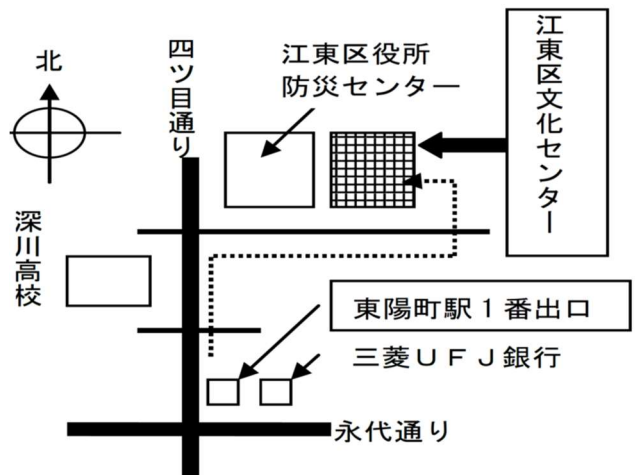 北
四ツ目通り
江東区役所
防災センター
江東区文化センター
深川高校
東陽町駅１番出口
三菱ＵＦＪ銀行
永代通り